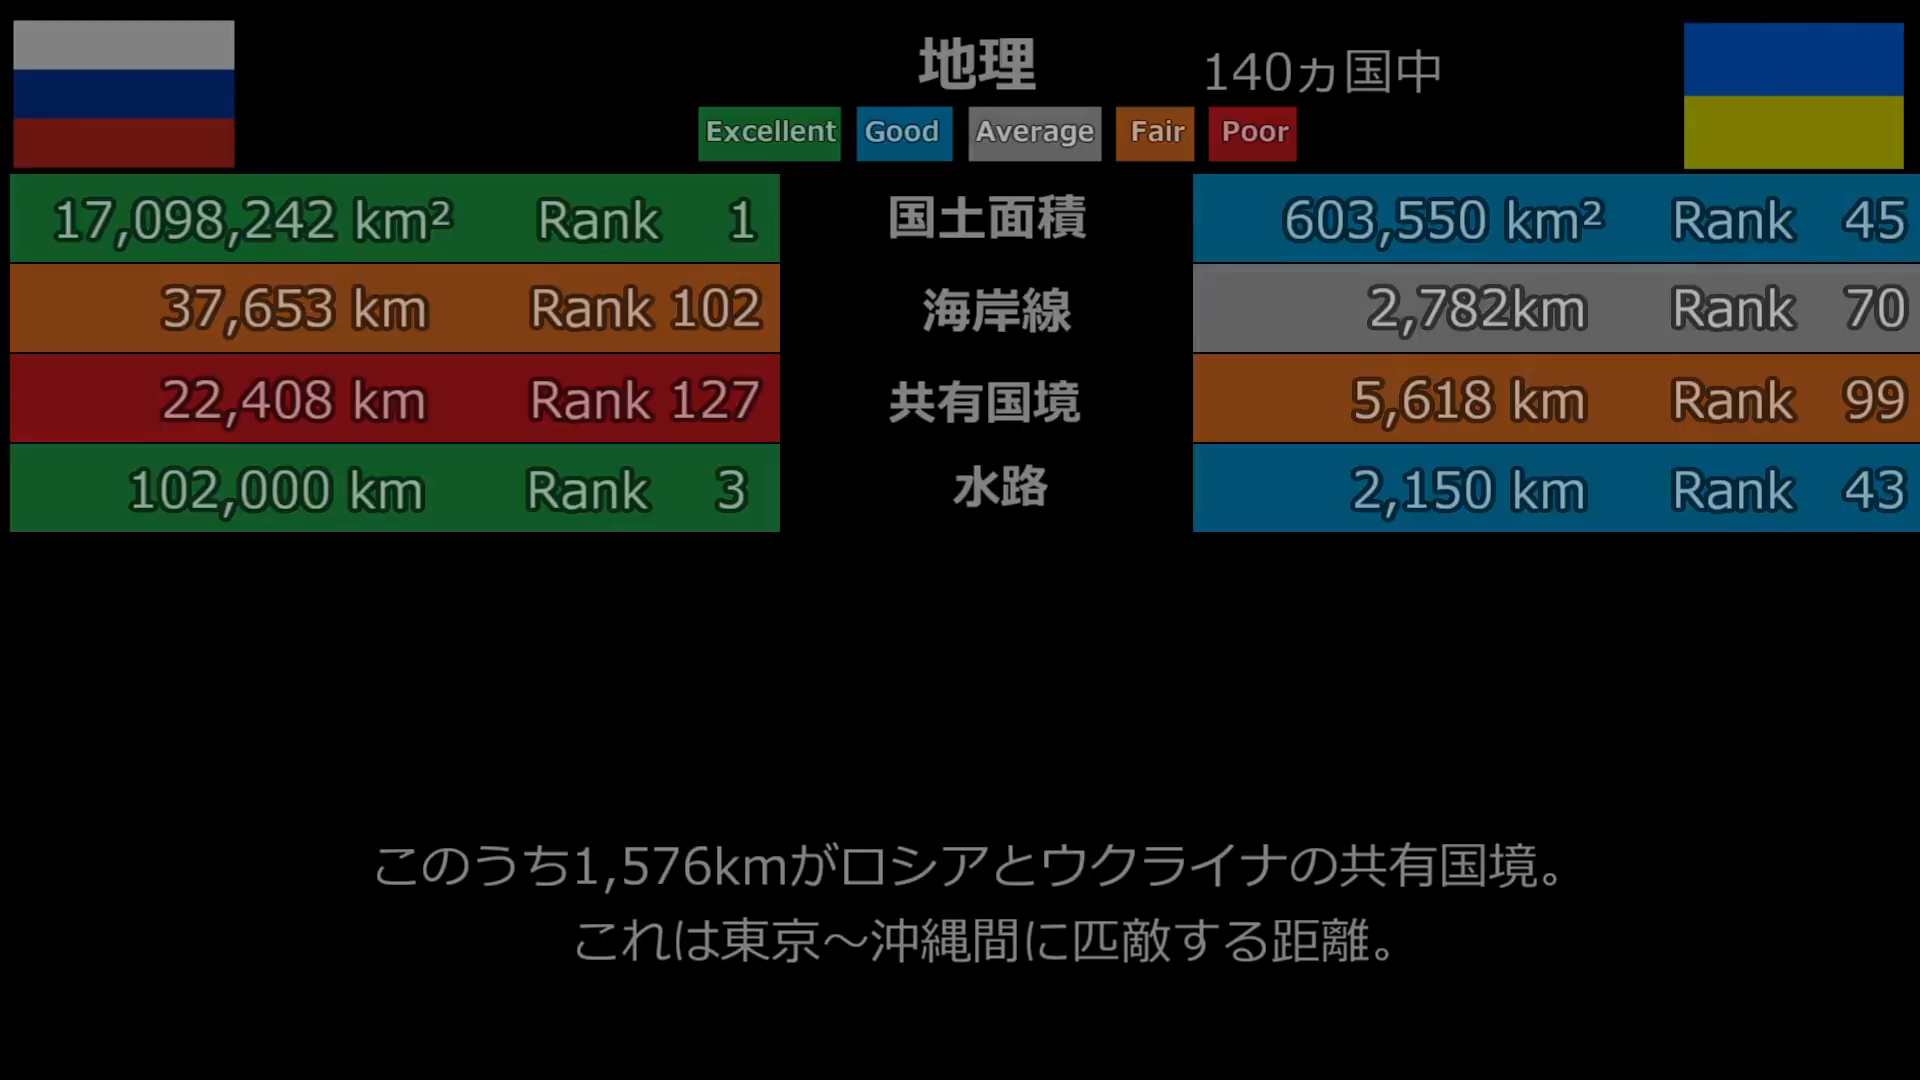 地理 140ヵ国中
Excellent Good Average Fair Poor
17,098,242 km² Rank 1 国土面積 603,550 km² Rank 45
37,653 km Rank 102 海岸線 2,782km Rank 70
22,408 km Rank 127 共有国境 5,618 km Rank 99
102,000 km Rank 3 水路 2,150 km Rank 43
このうち1,576kmがロシアとウクライナの共有国境。
これは東京～沖縄間に匹敵する距離。